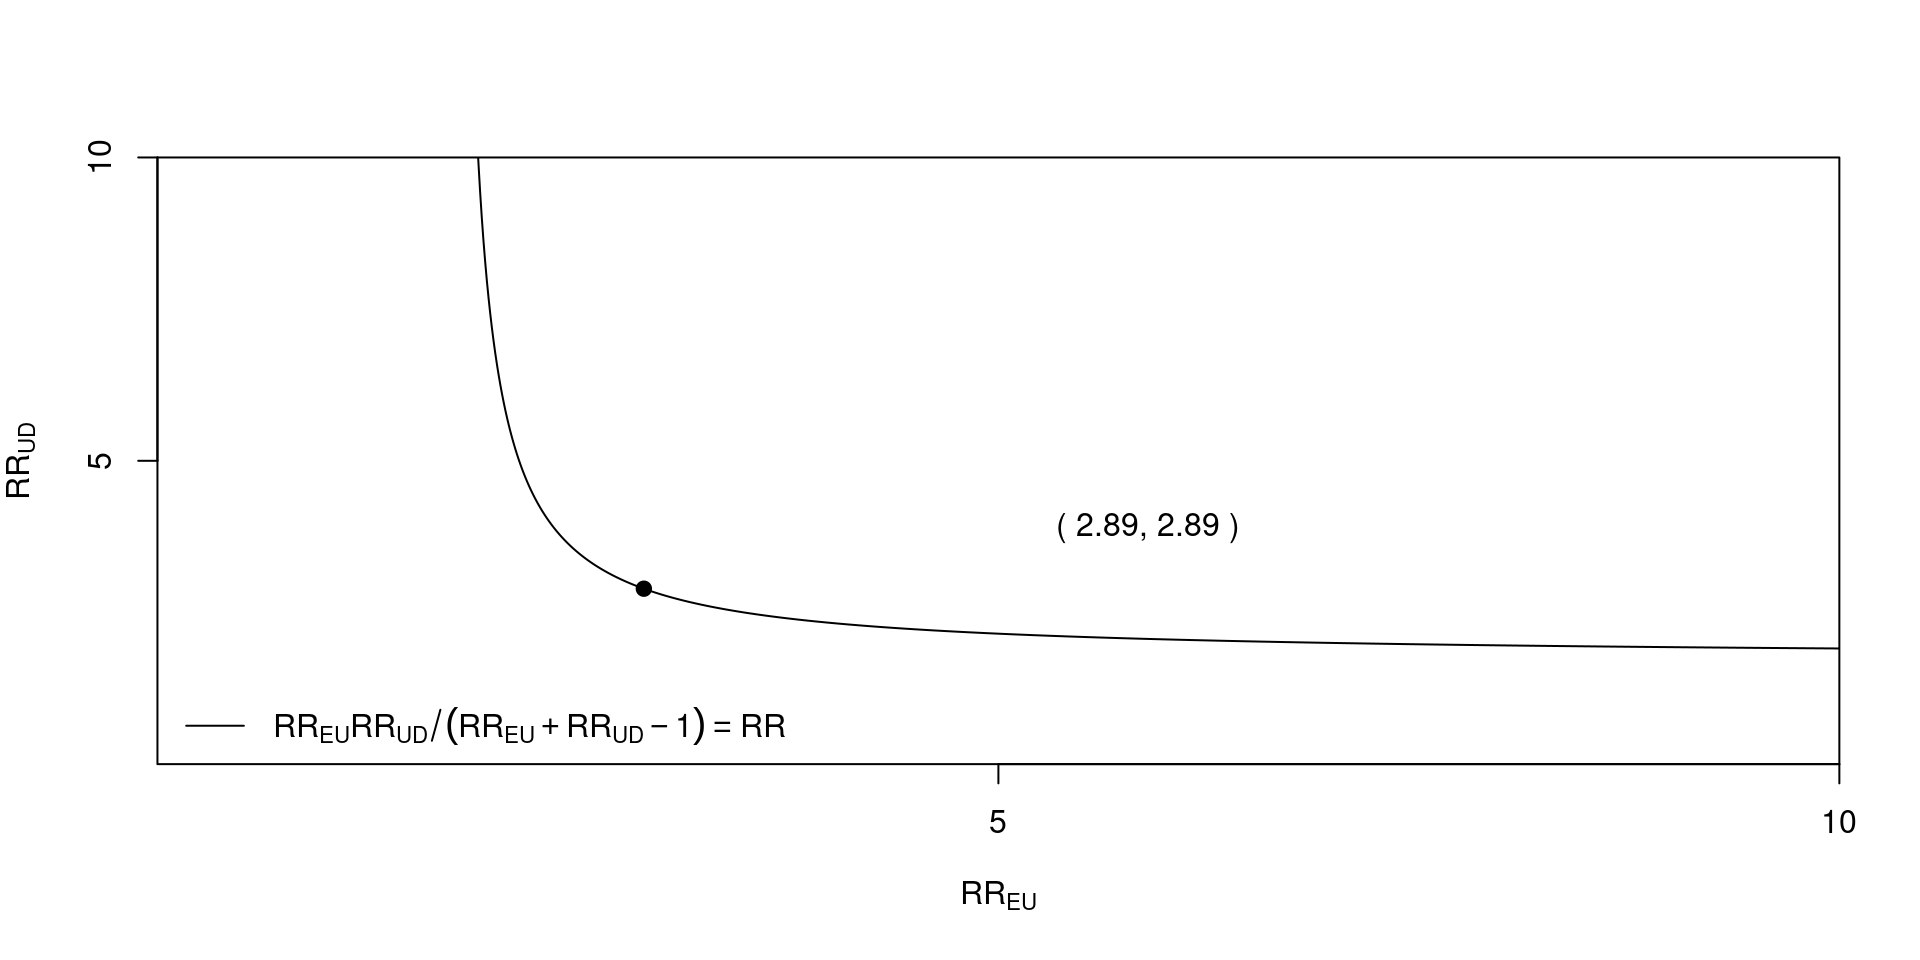 10
5
RR_UD
( 2.89, 2.89 )
RR_EU RR_UD/(RR_EU + RR_UD − 1) = RR
5 10
RR_EU